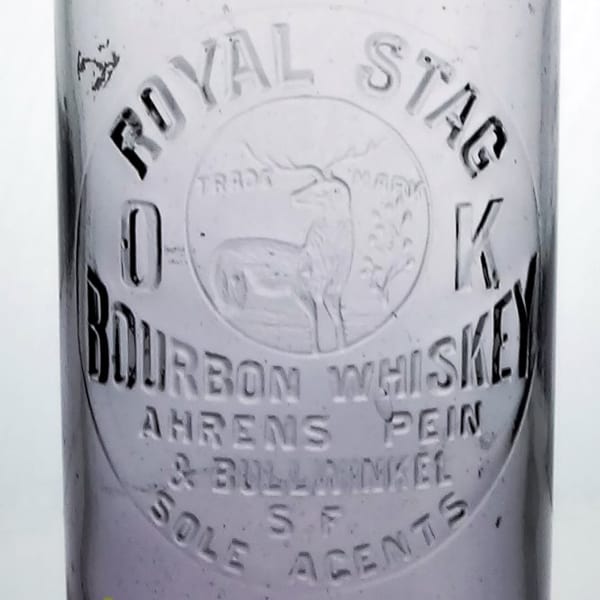 ROYAL STAG
TRADE MARK
O K
BOURBON WHISKEY
AHRENS PEIN
& BULLWINKEL
S F
SOLE AGENTS